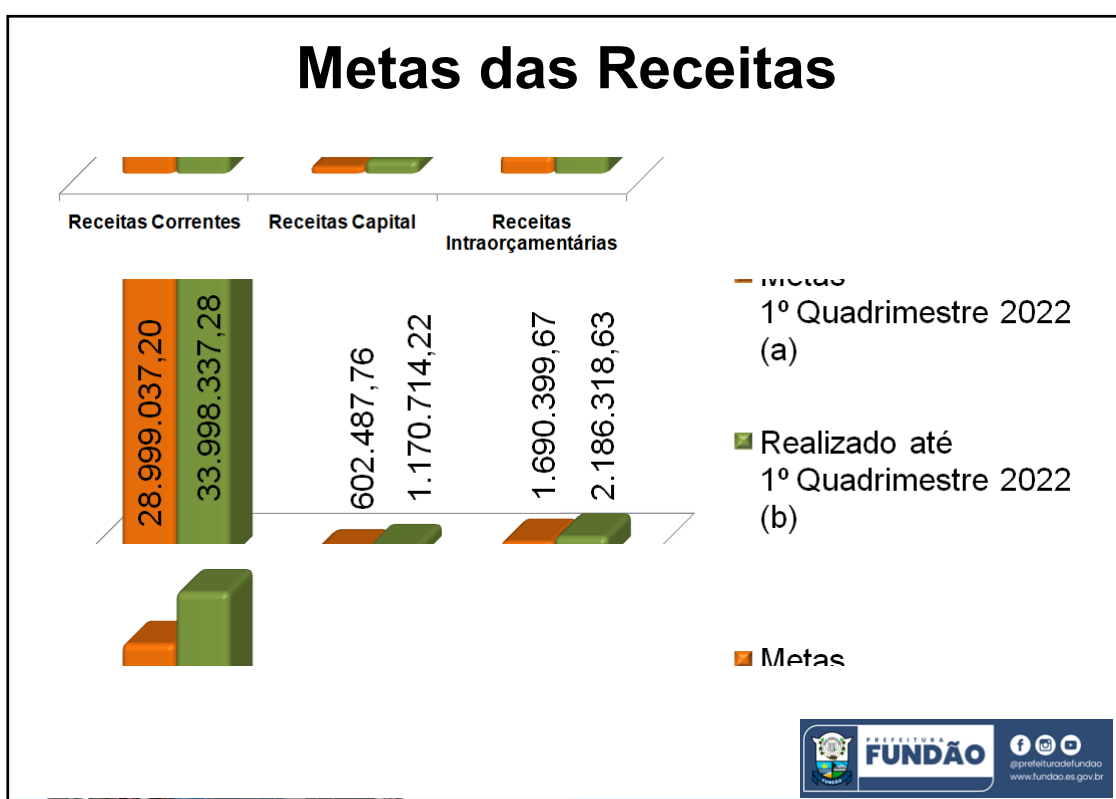 Metas das Receitas
Receitas Correntes
Receitas Capital
Receitas
Intraorçamentárias
28.999.037,20
33.998.337,28
602.487,76
1.170.714,22
1.690.399,67
2.186.318,63
Metas
1º Quadrimestre 2022
(a)
Realizado até
1º Quadrimestre 2022
(b)
Metas
PREFEITURA
FUNDÃO
FUNDÃO
@prefeituradefundao
www.fundao.es.gov.br